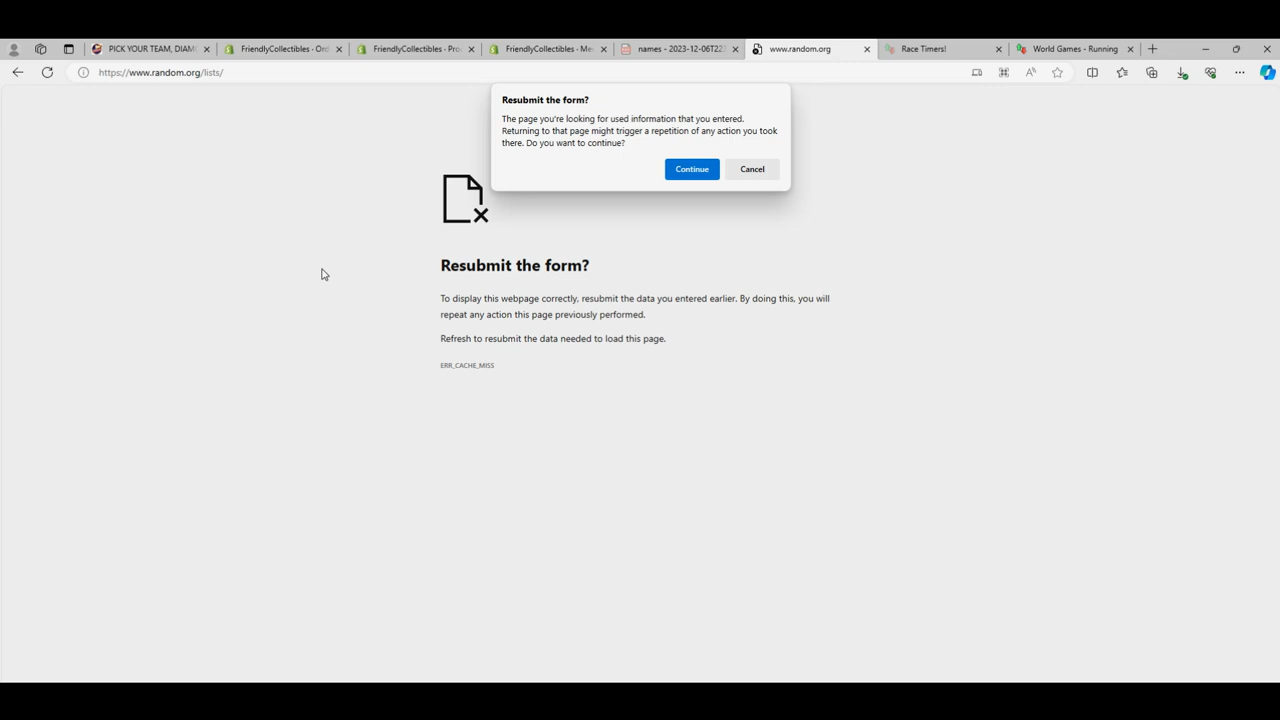 PICK YOUR TEAM, DIAM
FriendlyCollectibles · Ord
FriendlyCollectibles · Pro
FriendlyCollectibles · Me
names - 2023-12-06T223
www.random.org
Race Timers!
World Games - Running
https://www.random.org/lists/
Resubmit the form?
The page you're looking for used information that you entered.
Returning to that page might trigger a repetition of any action you took
there. Do you want to continue?
Continue
Cancel
Resubmit the form?
To display this webpage correctly, resubmit the data you entered earlier. By doing this, you will
repeat any action this page previously performed.
Refresh to resubmit the data needed to load this page.
ERR_CACHE_MISS